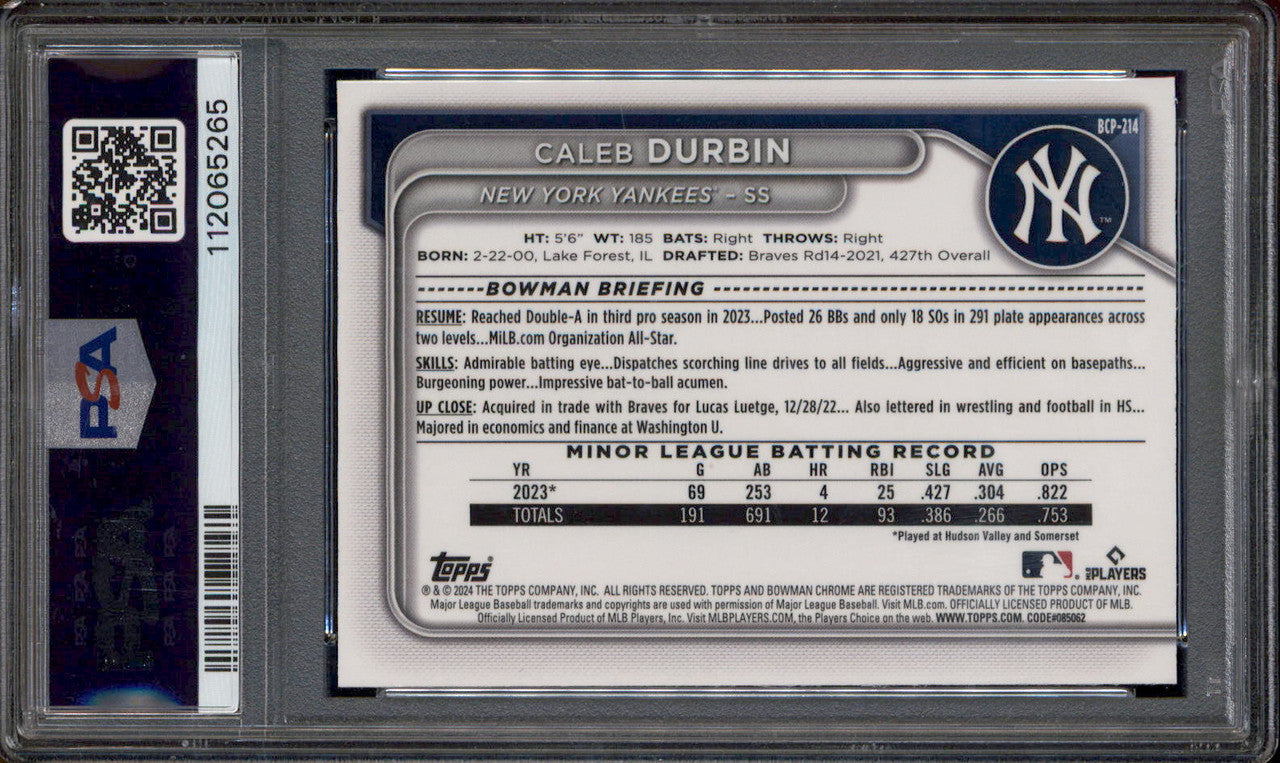 112065265
PSA
BCP-214
CALEB DURBIN
NEW YORK YANKEES - SS
NY
TM
HT: 5'6" WT: 185 BATS: Right THROWS: Right
BORN: 2-22-00, Lake Forest, IL DRAFTED: Braves Rd14-2021, 427th Overall
BOWMAN BRIEFING
RESUME: Reached Double-A in third pro season in 2023...Posted 26 BBs and only 18 SOs in 291 plate appearances across
two levels...MiLB.com Organization All-Star.
SKILLS: Admirable batting eye...Dispatches scorching line drives to all fields...Aggressive and efficient on basepaths...
Burgeoning power...Impressive bat-to-ball acumen.
UP CLOSE: Acquired in trade with Braves for Lucas Luetge, 12/28/22... Also lettered in wrestling and football in HS...
Majored in economics and finance at Washington U.
MINOR LEAGUE BATTING RECORD
YR G AB HR RBI SLG AVG OPS
2023* 69 253 4 25 .427 .304 .822
TOTALS 191 691 12 93 .386 .266 .753
*Played at Hudson Valley and Somerset
Topps®
MLB PLAYERS
® & © 2024 THE TOPPS COMPANY, INC. ALL RIGHTS RESERVED. TOPPS AND BOWMAN CHROME ARE REGISTERED TRADEMARKS OF THE TOPPS COMPANY, INC.
Major League Baseball trademarks and copyrights are used with permission of Major League Baseball. Visit MLB.com. OFFICIALLY LICENSED PRODUCT OF MLB.
Officially Licensed Product of MLB Players, Inc. Visit MLBPLAYERS.COM, the Players Choice on the web. WWW.TOPPS.COM. CODE#085062